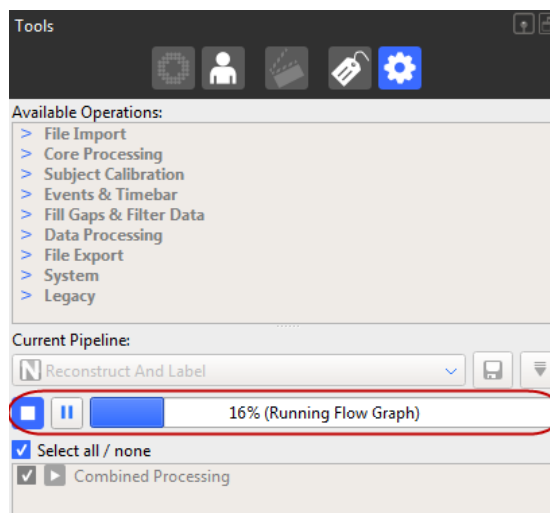 Tools
Available Operations:
> File Import
> Core Processing
> Subject Calibration
> Events & Timebar
> Fill Gaps & Filter Data
> Data Processing
> File Export
> System
> Legacy
Current Pipeline:
N Reconstruct And Label
16% (Running Flow Graph)
Select all / none
Combined Processing